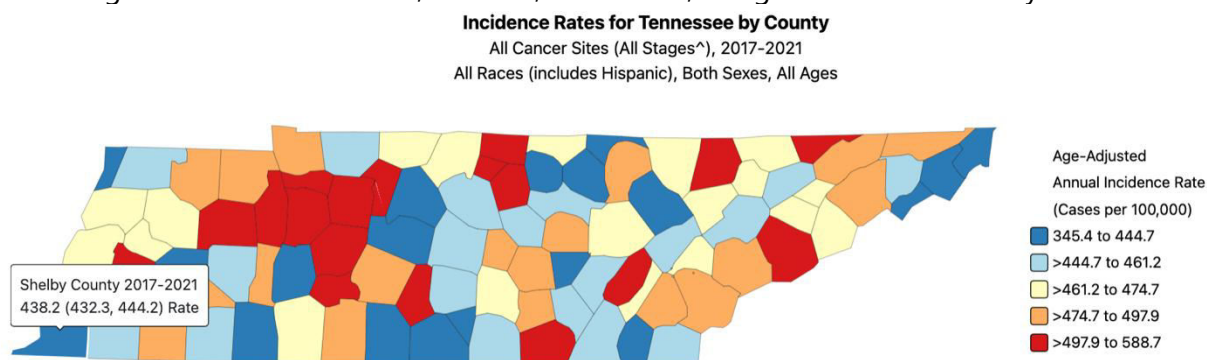 Incidence Rates for Tennessee by County
All Cancer Sites (All Stages^), 2017-2021
All Races (includes Hispanic), Both Sexes, All Ages
Shelby County 2017-2021
438.2 (432.3, 444.2) Rate
Age-Adjusted
Annual Incidence Rate
(Cases per 100,000)
345.4 to 444.7
>444.7 to 461.2
>461.2 to 474.7
>474.7 to 497.9
>497.9 to 588.7